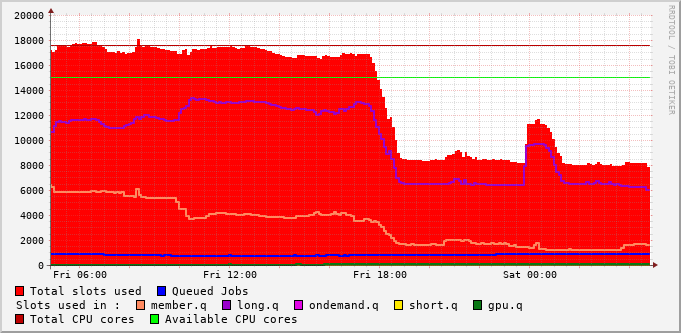 20000
18000
16000
14000
12000
10000
8000
6000
4000
2000
0
Fri 06:00 Fri 12:00 Fri 18:00 Sat 00:00
RRDTOOL / TOBI OETIKER
Total slots used Queued Jobs
Slots used in : member.q long.q ondemand.q short.q gpu.q
Total CPU cores Available CPU cores